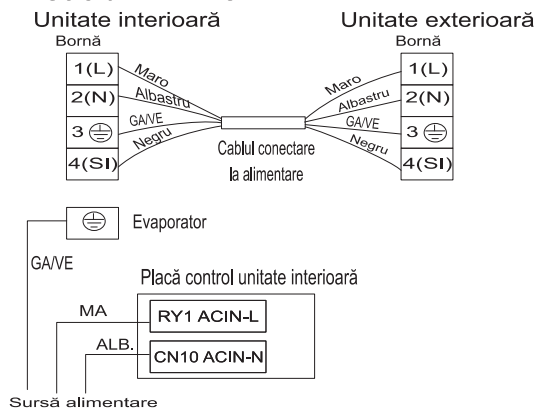 Unitate interioară
Unitate exterioară
Bornă
Bornă
1(L)
Maro
Maro
1(L)
2(N)
Albastru
Albastru
2(N)
3
GA/VE
GA/VE
3
4(SI)
Negru
Negru
4(SI)
Cablul conectare
la alimentare
Evaporator
GA/VE
Placă control unitate interioară
MA
RY1 ACIN-L
ALB.
CN10 ACIN-N
Sursă alimentare